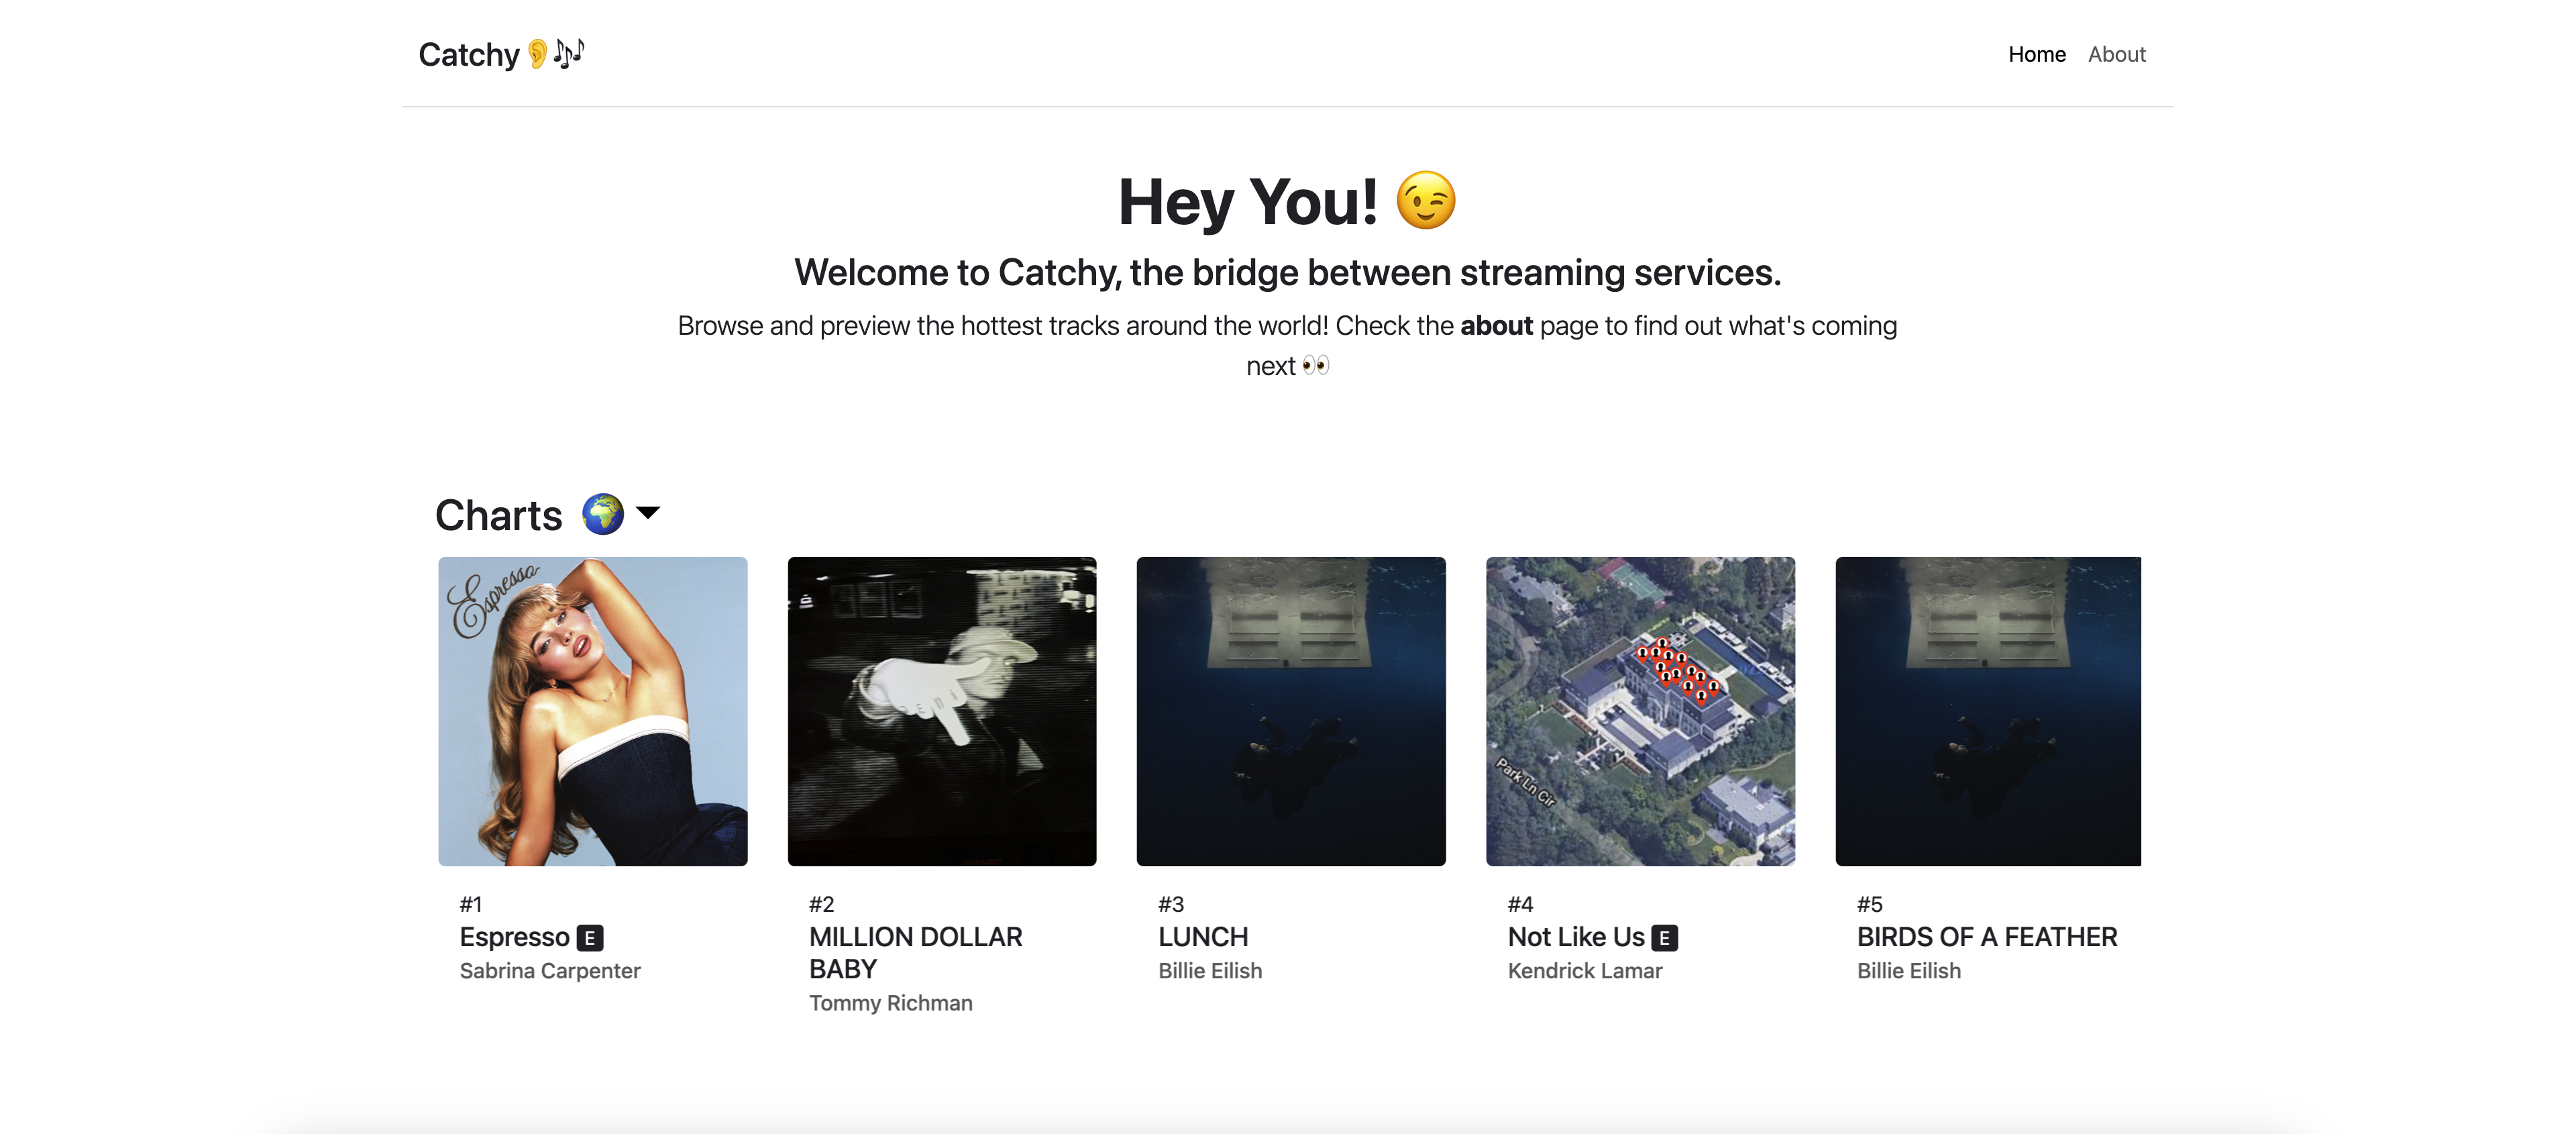 Catchy👂🎶
Home About
Hey You! 😉
Welcome to Catchy, the bridge between streaming services.
Browse and preview the hottest tracks around the world! Check the about page to find out what's coming
next 👀
Charts 🌍
Espresso
Park Ln Cir
#1
Espresso E
Sabrina Carpenter
#2
MILLION DOLLAR
BABY
Tommy Richman
#3
LUNCH
Billie Eilish
#4
Not Like Us E
Kendrick Lamar
#5
BIRDS OF A FEATHER
Billie Eilish